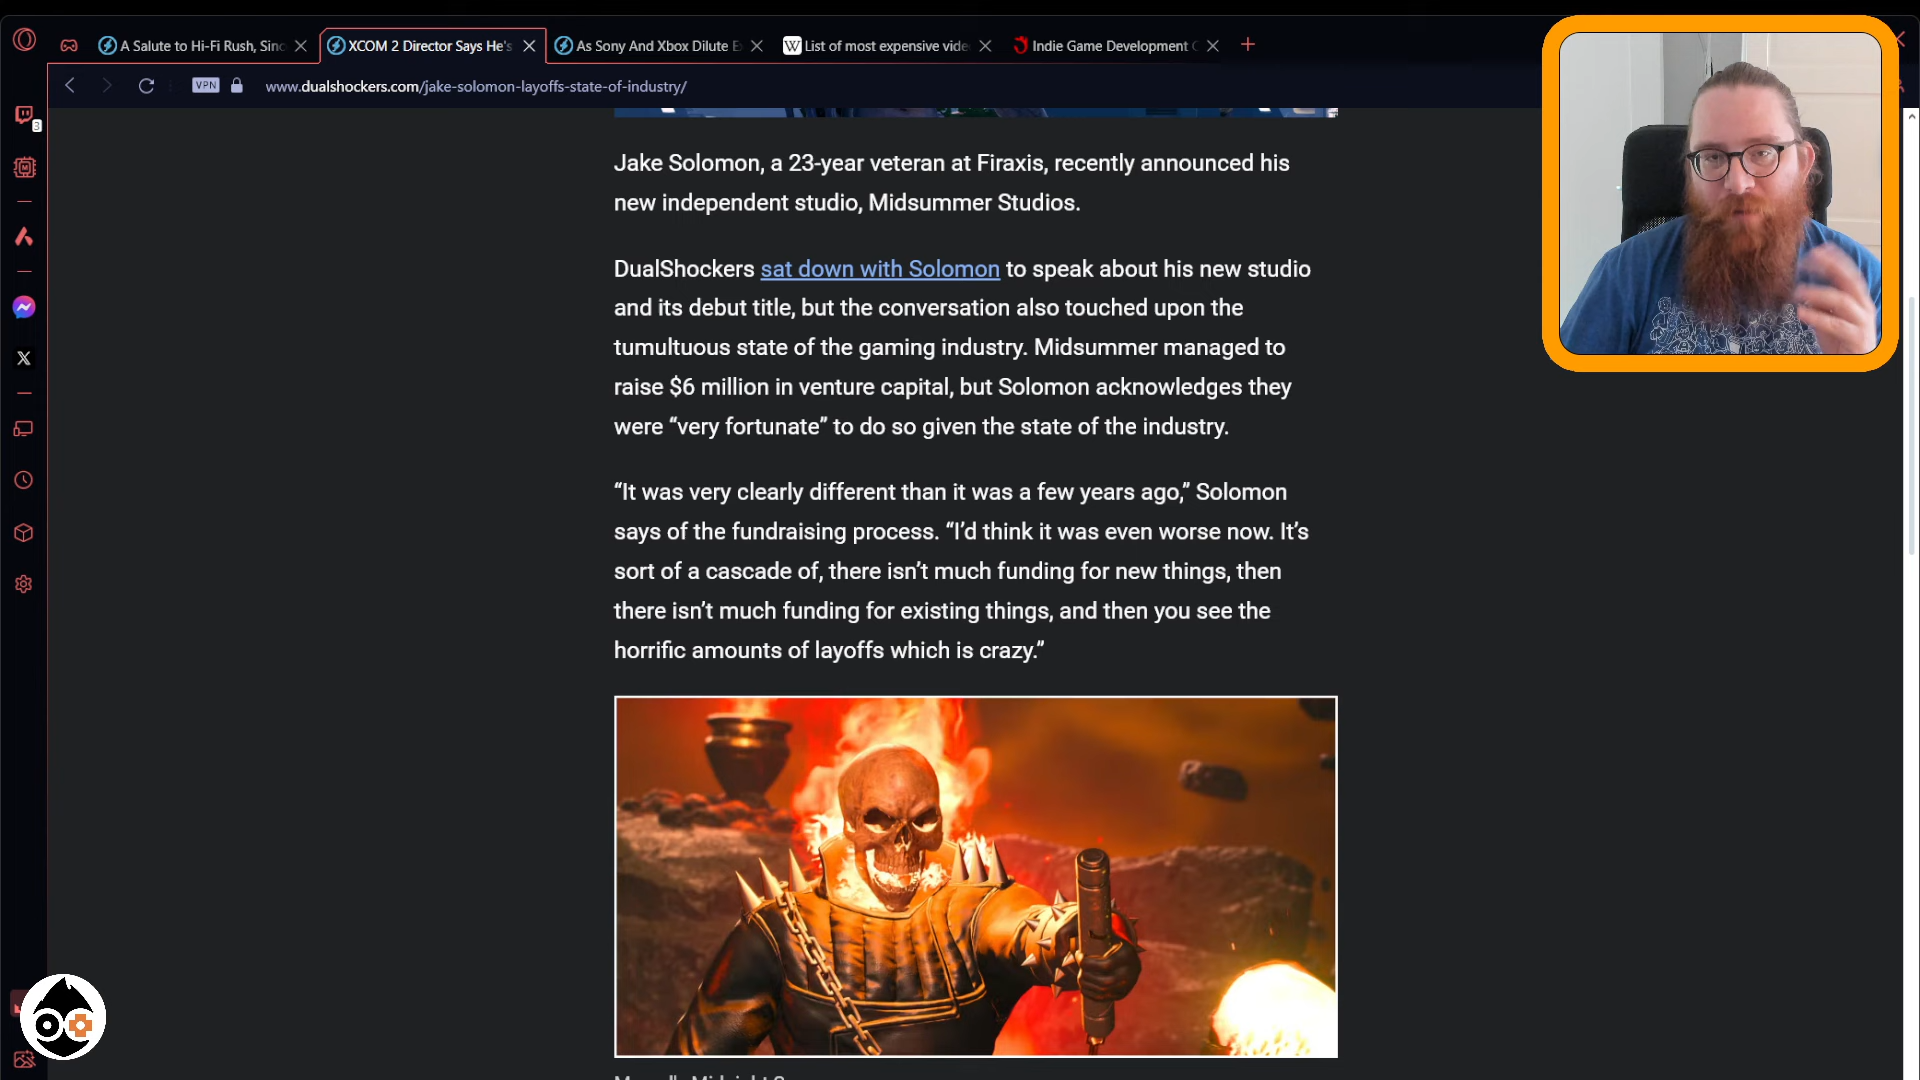 A Salute to Hi-Fi Rush, Sinc
XCOM 2 Director Says He's
As Sony And Xbox Dilute E
W List of most expensive vide
Indie Game Development C
VPN
www.dualshockers.com/jake-solomon-layoffs-state-of-industry/
3
Jake Solomon, a 23-year veteran at Firaxis, recently announced his
new independent studio, Midsummer Studios.
DualShockers sat down with Solomon to speak about his new studio
and its debut title, but the conversation also touched upon the
tumultuous state of the gaming industry. Midsummer managed to
raise $6 million in venture capital, but Solomon acknowledges they
were “very fortunate” to do so given the state of the industry.
“It was very clearly different than it was a few years ago,” Solomon
says of the fundraising process. “I’d think it was even worse now. It’s
sort of a cascade of, there isn’t much funding for new things, then
there isn’t much funding for existing things, and then you see the
horrific amounts of layoffs which is crazy.”